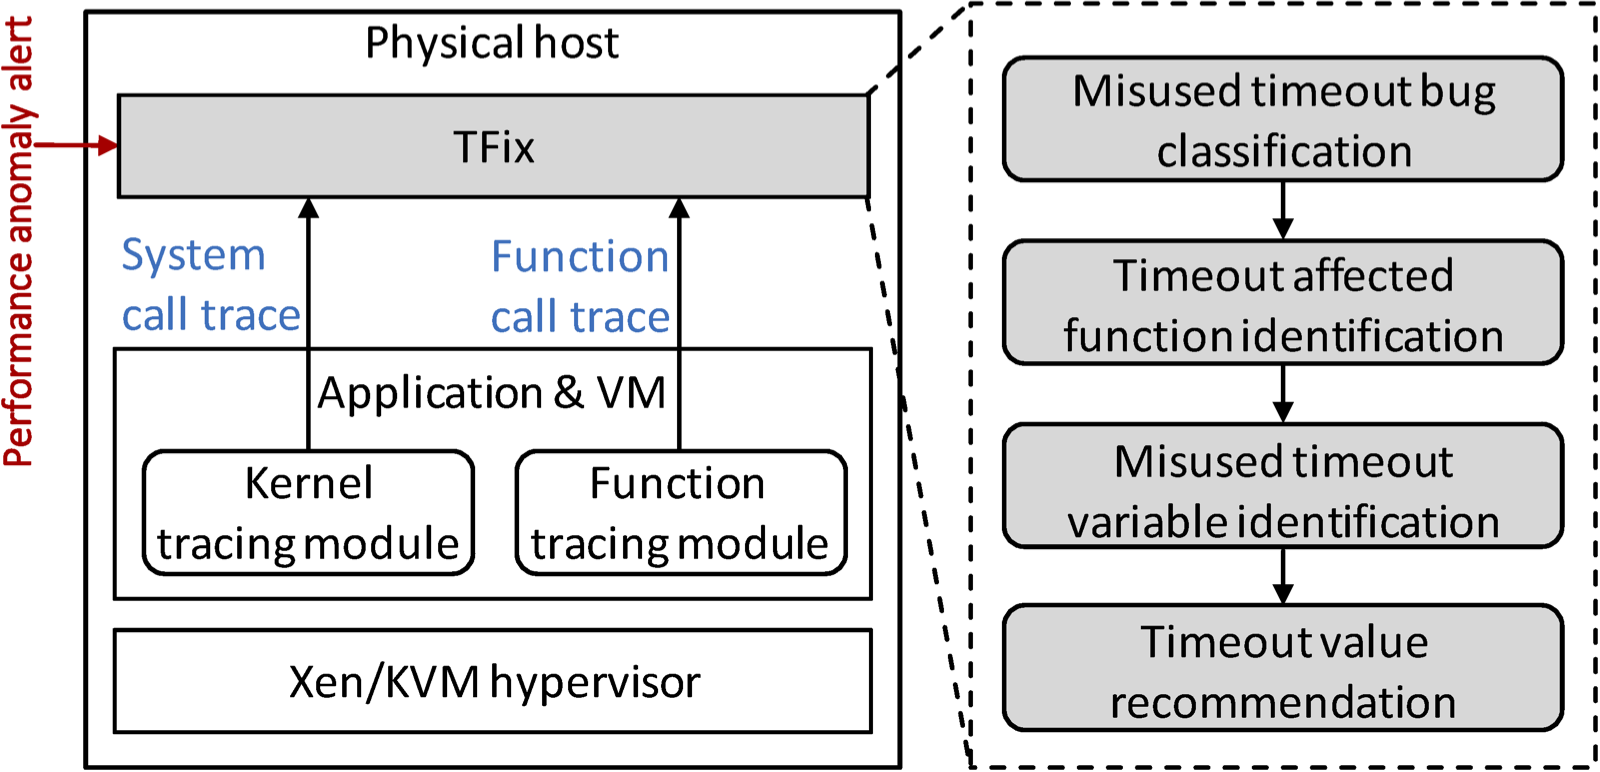 Performance anomaly alert
Physical host
TFix
System
call trace
Function
call trace
Application & VM
Kernel
tracing module
Function
tracing module
Xen/KVM hypervisor
Misused timeout bug
classification
Timeout affected
function identification
Misused timeout
variable identification
Timeout value
recommendation